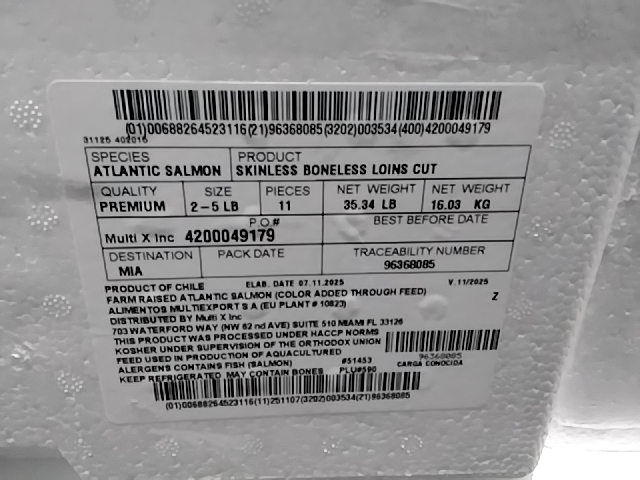 (01)00688264523116(21)96368085(3202)003534(400)4200049179
31125 402015
SPECIES
ATLANTIC SALMON
PRODUCT
SKINLESS BONELESS LOINS CUT
QUALITY
PREMIUM
SIZE
2-5 LB
PIECES
11
NET WEIGHT
35.34 LB
NET WEIGHT
16.03 KG
P.O.#
Multi X Inc 4200049179
BEST BEFORE DATE
DESTINATION
MIA
PACK DATE
TRACEABILITY NUMBER
96368085
PRODUCT OF CHILE
ELAB. DATE 07.11.2025
V.11/2025
FARM RAISED ATLANTIC SALMON (COLOR ADDED THROUGH FEED)
Z
ALIMENTOS MULTIEXPORT S A (EU PLANT # 10823)
DISTRIBUTED BY Multi X Inc
703 WATERFORD WAY (NW 62 nd AVE) SUITE 510 MIAMI FL 33126
THIS PRODUCT WAS PROCESSED UNDER HACCP NORMS
KOSHER UNDER SUPERVISION OF THE ORTHODOX UNION
FEED USED IN PRODUCTION OF AQUACULTURED
ALERGENS CONTAINS FISH (SALMON)
#51453
96368085
KEEP REFRIGERATED MAY CONTAIN BONES
PLU#590
CARGA CONOCIDA
(01)00688264523116(11)251107(3202)003534(21)96368085